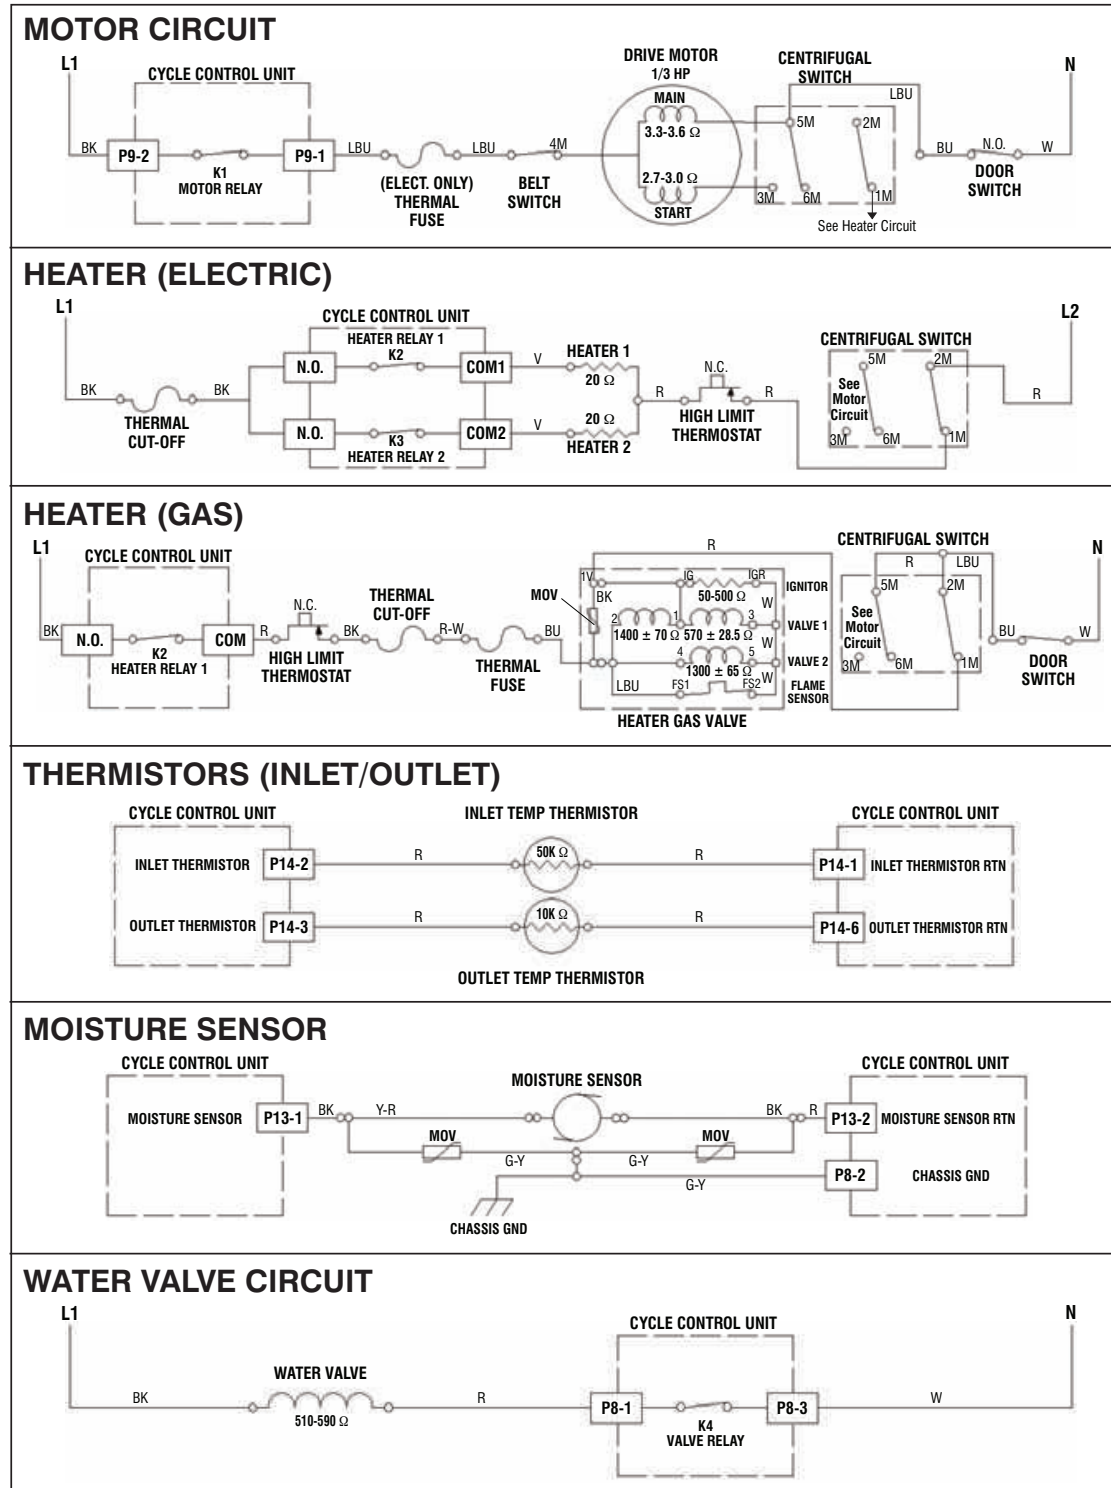 MOTOR CIRCUIT
L1
CYCLE CONTROL UNIT
DRIVE MOTOR
1/3 HP
CENTRIFUGAL
SWITCH
N
MAIN
3.3-3.6 Ω
LBU
5M
2M
BK
P9-2
P9-1
LBU
LBU
4M
BU
N.O.
W
K1
MOTOR RELAY
(ELECT. ONLY)
THERMAL
FUSE
BELT
SWITCH
2.7-3.0 Ω
START
3M
6M
1M
DOOR
SWITCH
See Heater Circuit
HEATER (ELECTRIC)
L1
CYCLE CONTROL UNIT
L2
HEATER RELAY 1
K2
N.O.
COM1
V
HEATER 1
20 Ω
N.C.
CENTRIFUGAL SWITCH
5M
2M
BK
BK
R
R
R
THERMAL
CUT-OFF
See
Motor
Circuit
HIGH LIMIT
THERMOSTAT
N.O.
K3
HEATER RELAY 2
COM2
V
20 Ω
HEATER 2
3M
6M
1M
HEATER (GAS)
L1
CYCLE CONTROL UNIT
CENTRIFUGAL SWITCH
N
R
R
LBU
1V
IG
IGR
IGNITOR
5M
2M
MOV
BK
50-500 Ω
W
THERMAL
CUT-OFF
N.C.
2
1
3
VALVE 1
1400 ± 70 Ω
570 ± 28.5 Ω
See
Motor
Circuit
BK
N.O.
COM
R
BK
R-W
BU
W
BU
W
K2
HEATER RELAY 1
HIGH LIMIT
THERMOSTAT
THERMAL
FUSE
4
5
VALVE 2
1300 ± 65 Ω
W
3M
6M
1M
DOOR
SWITCH
LBU
FS1
FS2
FLAME
SENSOR
HEATER GAS VALVE
THERMISTORS (INLET/OUTLET)
CYCLE CONTROL UNIT
INLET TEMP THERMISTOR
CYCLE CONTROL UNIT
INLET THERMISTOR
P14-2
R
50K Ω
R
P14-1
INLET THERMISTOR RTN
OUTLET THERMISTOR
P14-3
R
10K Ω
R
P14-6
OUTLET THERMISTOR RTN
OUTLET TEMP THERMISTOR
MOISTURE SENSOR
CYCLE CONTROL UNIT
MOISTURE SENSOR
CYCLE CONTROL UNIT
MOISTURE SENSOR
P13-1
BK
Y-R
BK
R
P13-2
MOISTURE SENSOR RTN
MOV
MOV
G-Y
G-Y
G-Y
P8-2
CHASSIS GND
CHASSIS GND
WATER VALVE CIRCUIT
L1
CYCLE CONTROL UNIT
N
WATER VALVE
BK
510-590 Ω
R
P8-1
K4
VALVE RELAY
P8-3
W